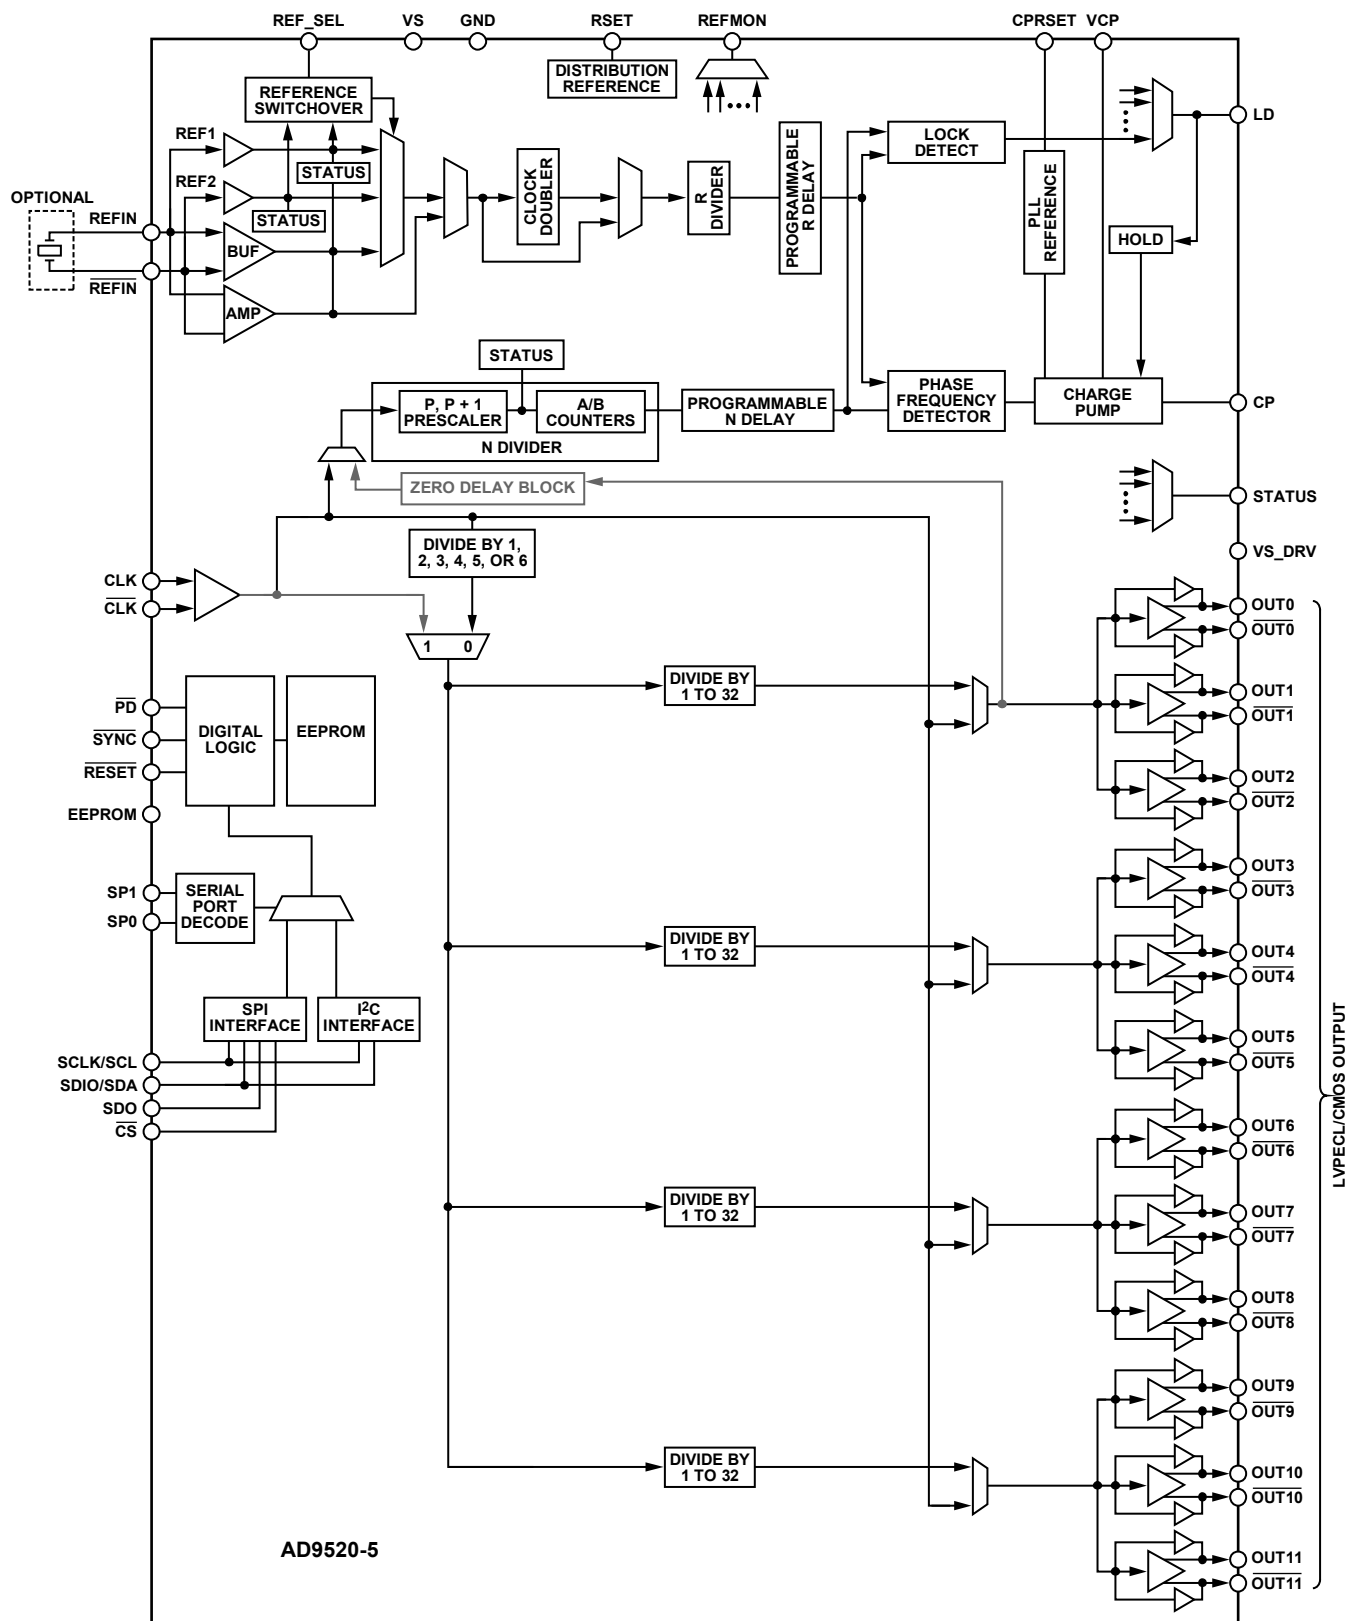 REF_SEL VS GND RSET REFMON CPRSET VCP
DISTRIBUTION
REFERENCE
REFERENCE
SWITCHOVER
LD
REF1
STATUS
REF2
STATUS
CLOCK
DOUBLER
R
DIVIDER
PROGRAMMABLE
R DELAY
LOCK
DETECT
PLL
REFERENCE
HOLD
OPTIONAL
REFIN
BUF
REFIN
AMP
STATUS
P, P + 1
PRESCALER
A/B
COUNTERS
N DIVIDER
PROGRAMMABLE
N DELAY
PHASE
FREQUENCY
DETECTOR
CHARGE
PUMP
CP
ZERO DELAY BLOCK
STATUS
DIVIDE BY 1,
2, 3, 4, 5, OR 6
VS_DRV
CLK
CLK
1 0
OUT0
OUT0
DIVIDE BY
1 TO 32
OUT1
OUT1
OUT2
OUT2
PD
SYNC
RESET
EEPROM
DIGITAL
LOGIC
EEPROM
SP1
SP0
SERIAL
PORT
DECODE
OUT3
OUT3
DIVIDE BY
1 TO 32
OUT4
OUT4
OUT5
OUT5
SPI
INTERFACE
I2C
INTERFACE
SCLK/SCL
SDIO/SDA
SDO
CS
LVPECL/CMOS OUTPUT
OUT6
OUT6
DIVIDE BY
1 TO 32
OUT7
OUT7
OUT8
OUT8
OUT9
OUT9
DIVIDE BY
1 TO 32
OUT10
OUT10
OUT11
OUT11
AD9520-5